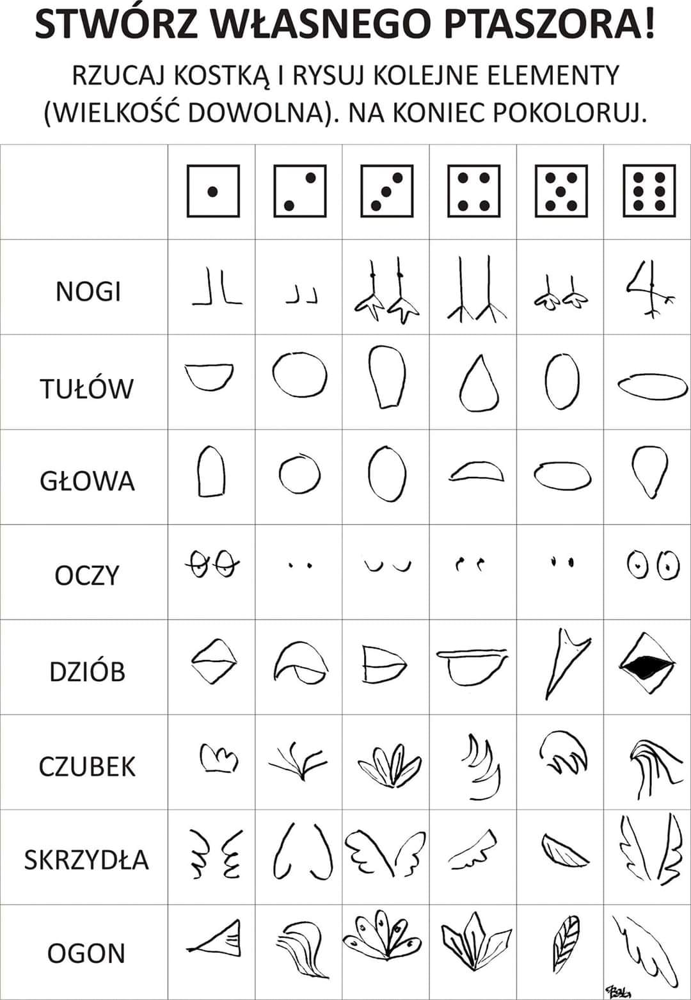 STWÓRZ WŁASNEGO PTASZORA!
RZUCAJ KOSTKĄ I RYSUJ KOLEJNE ELEMENTY
(WIELKOŚĆ DOWOLNA). NA KONIEC POKOLORUJ.
NOGI
TUŁÓW
GŁOWA
OCZY
DZIÓB
CZUBEK
SKRZYDŁA
OGON